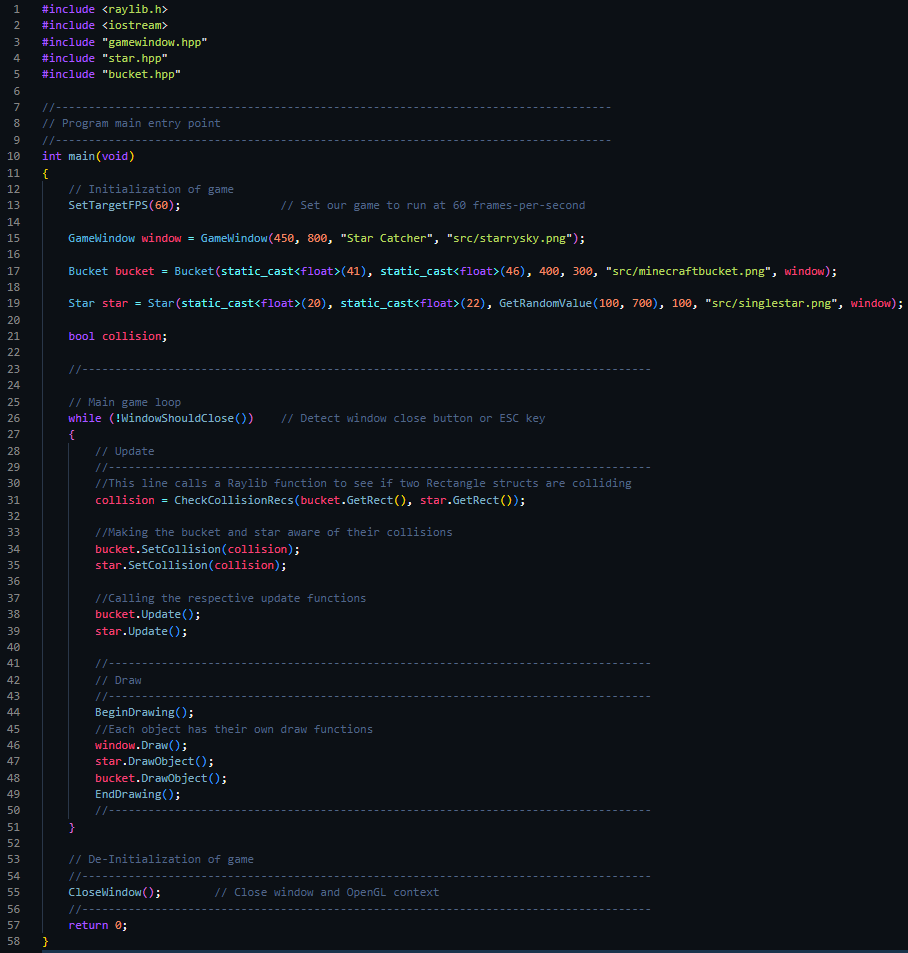 1 #include <raylib.h>
2 #include <iostream>
3 #include "gamewindow.hpp"
4 #include "star.hpp"
5 #include "bucket.hpp"
6
7 //------------------------------------------------------------------------------------
8 // Program main entry point
9 //------------------------------------------------------------------------------------
10 int main(void)
11 {
12     // Initialization of game
13     SetTargetFPS(60);               // Set our game to run at 60 frames-per-second
14
15     GameWindow window = GameWindow(450, 800, "Star Catcher", "src/starrysky.png");
16
17     Bucket bucket = Bucket(static_cast<float>(41), static_cast<float>(46), 400, 300, "src/minecraftbucket.png", window);
18
19     Star star = Star(static_cast<float>(20), static_cast<float>(22), GetRandomValue(100, 700), 100, "src/singlestar.png", window);
20
21     bool collision;
22
23     //--------------------------------------------------------------------------------------
24
25     // Main game loop
26     while (!WindowShouldClose())    // Detect window close button or ESC key
27     {
28         // Update
29         //----------------------------------------------------------------------------------
30         //This line calls a Raylib function to see if two Rectangle structs are colliding
31         collision = CheckCollisionRecs(bucket.GetRect(), star.GetRect());
32
33         //Making the bucket and star aware of their collisions
34         bucket.SetCollision(collision);
35         star.SetCollision(collision);
36
37         //Calling the respective update functions
38         bucket.Update();
39         star.Update();
40
41         //----------------------------------------------------------------------------------
42         // Draw
43         //----------------------------------------------------------------------------------
44         BeginDrawing();
45         //Each object has their own draw functions
46         window.Draw();
47         star.DrawObject();
48         bucket.DrawObject();
49         EndDrawing();
50         //----------------------------------------------------------------------------------
51     }
52
53     // De-Initialization of game
54     //--------------------------------------------------------------------------------------
55     CloseWindow();        // Close window and OpenGL context
56     //--------------------------------------------------------------------------------------
57     return 0;
58 }